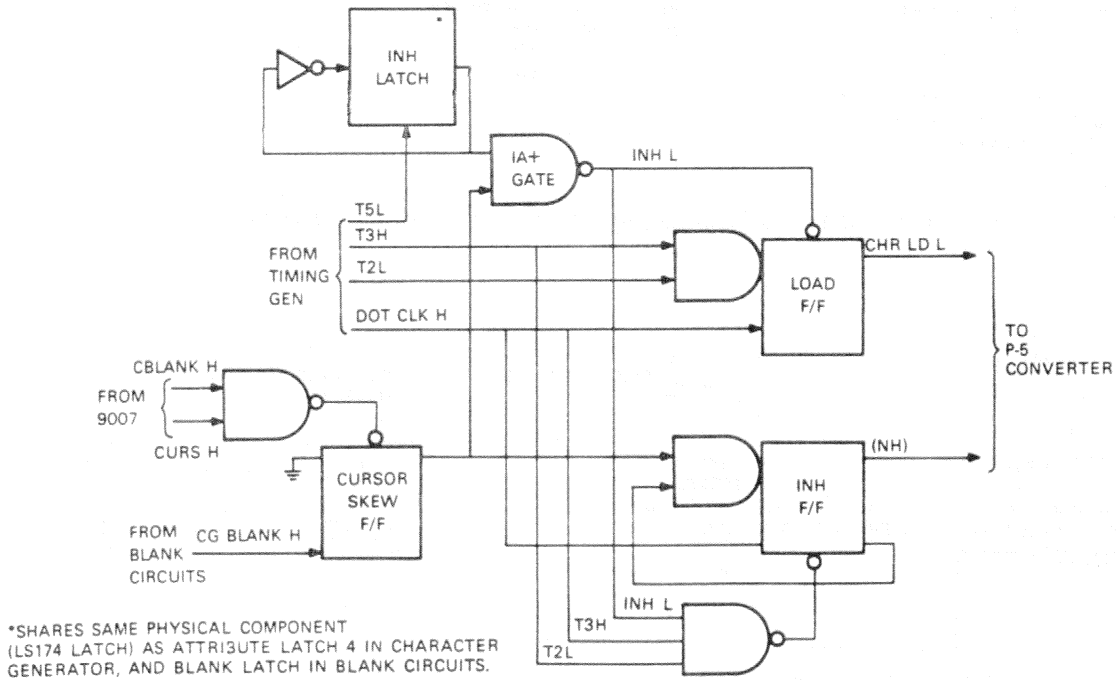 *
INH
LATCH
IA+
GATE
INH L
T5L
T3H
T2L
DOT CLK H
FROM
TIMING
GEN
CHR LD L
LOAD
F/F
TO
P-5
CONVERTER
CBLANK H
FROM
9007
CURS H
CURSOR
SKEW
F/F
(NH)
INH
F/F
FROM
BLANK
CIRCUITS
CG BLANK H
INH L
T3H
T2L
*SHARES SAME PHYSICAL COMPONENT
(LS174 LATCH) AS ATTRI3UTE LATCH 4 IN CHARACTER
GENERATOR, AND BLANK LATCH IN BLANK CIRCUITS.